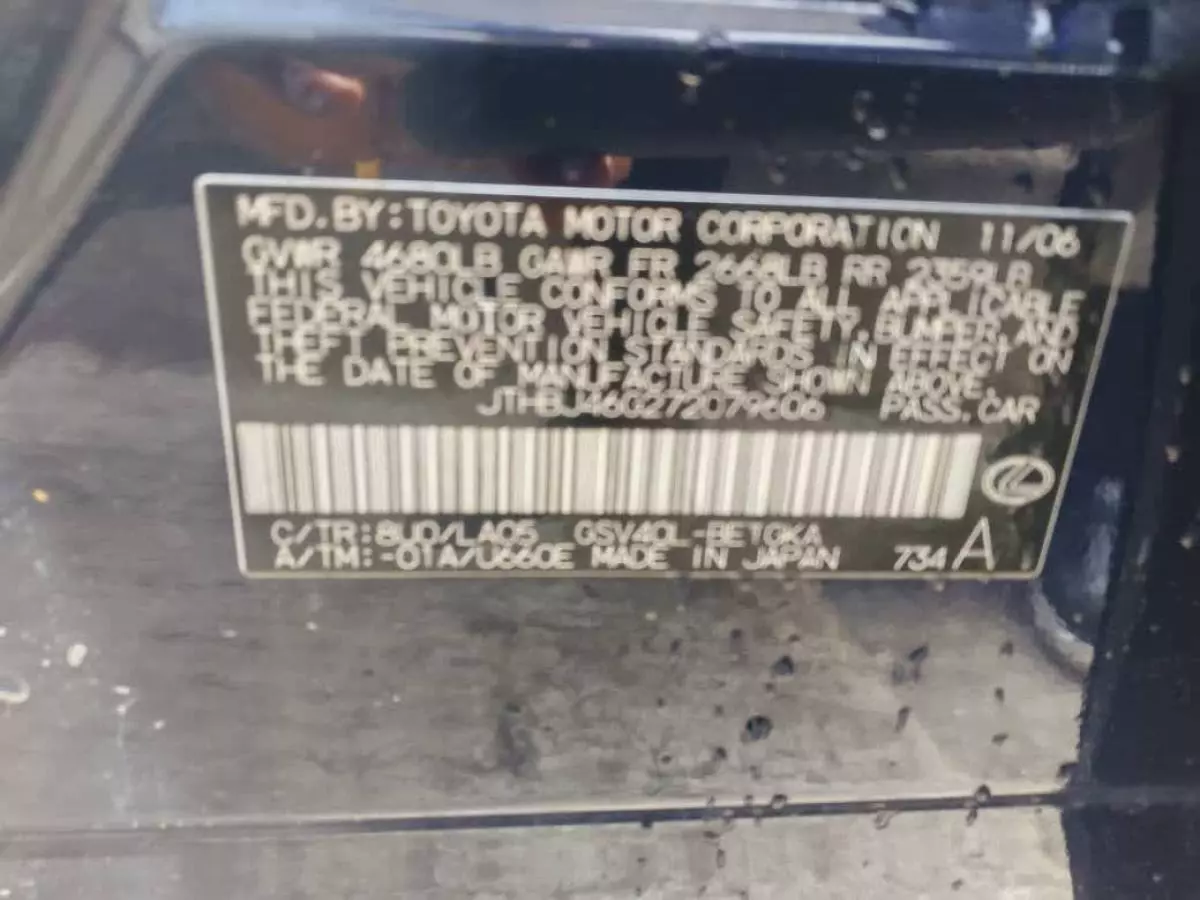 MFD.BY:TOYOTA MOTOR CORPORATION 11/06
GVWR 4680LB GAWR FR 2668LB RR 2359LB
THIS VEHICLE CONFORMS TO ALL APPLICABLE
FEDERAL MOTOR VEHICLE SAFETY,BUMPER,AND
THEFT PREVENTION STANDARDS IN EFFECT ON
THE DATE OF MANUFACTURE SHOWN ABOVE.
JTHBJ46G272079606 PASS.CAR
C/TR:8U0/LA05 GSV40L-BETGKA
A/TM:-OTA/U660E MADE IN JAPAN 734 A